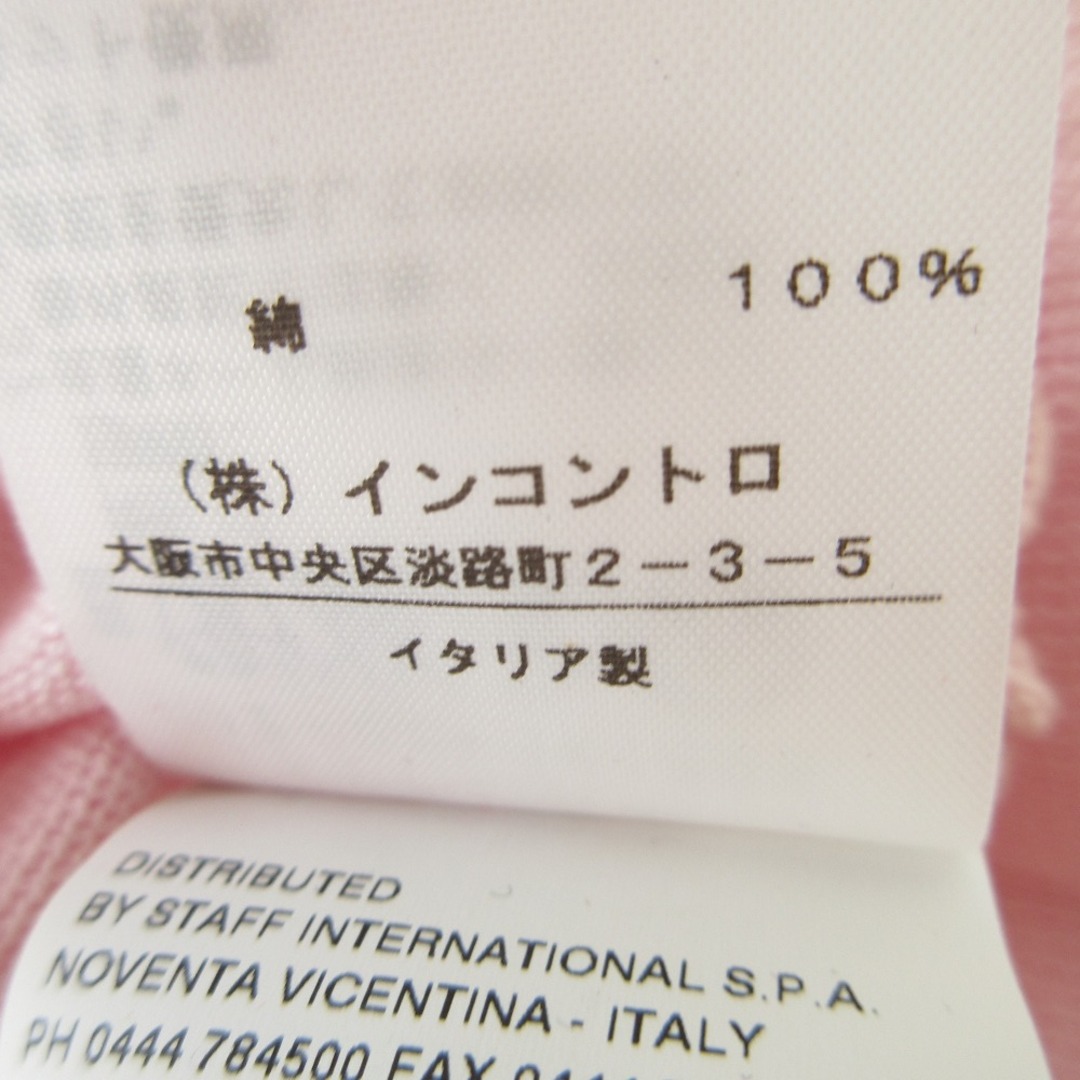 綿 100%
(株) インコントロ
大阪市中央区淡路町2-3-5
イタリア製
DISTRIBUTED
BY STAFF INTERNATIONAL S.P.A.
NOVENTA VICENTINA - ITALY
PH 0444 784500 FAX